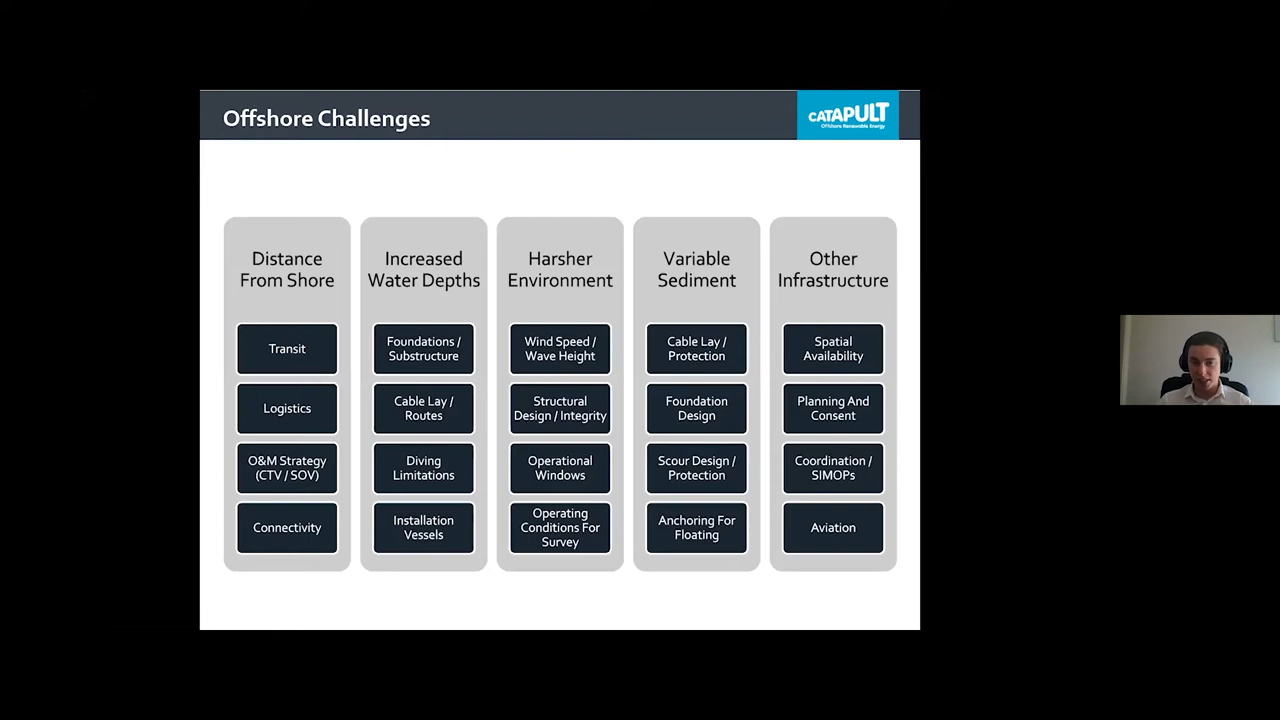 Offshore Challenges
CATAPULT
Offshore Renewable Energy
Distance
From Shore
Transit
Logistics
O&M Strategy
(CTV / SOV)
Connectivity
Increased
Water Depths
Foundations /
Substructure
Cable Lay /
Routes
Diving
Limitations
Installation
Vessels
Harsher
Environment
Wind Speed /
Wave Height
Structural
Design / Integrity
Operational
Windows
Operating
Conditions For
Survey
Variable
Sediment
Cable Lay /
Protection
Foundation
Design
Scour Design /
Protection
Anchoring For
Floating
Other
Infrastructure
Spatial
Availability
Planning And
Consent
Coordination /
SIMOPs
Aviation